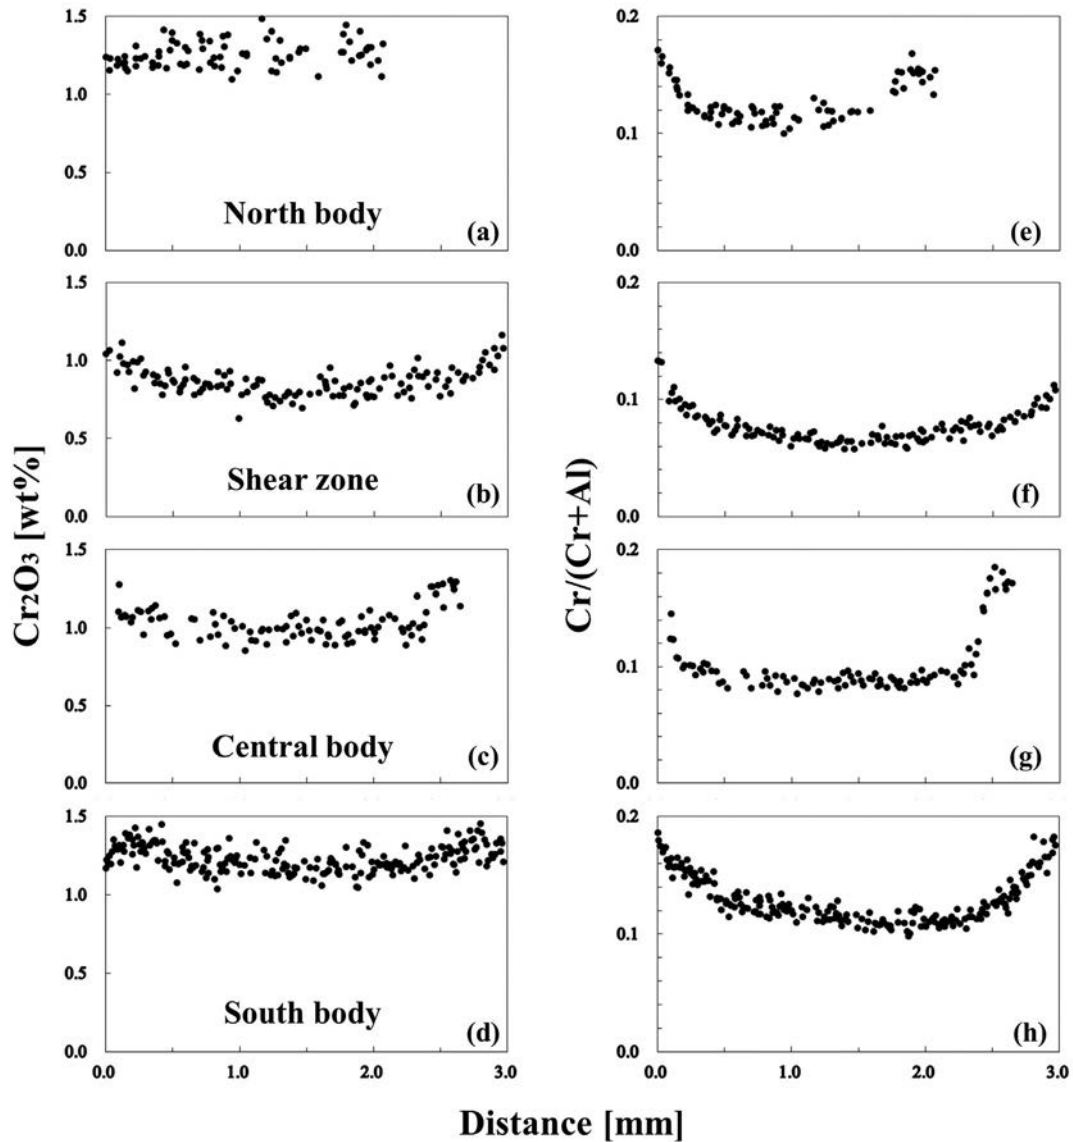 1.5
1.0
0.5
0.0
North body
(a)
0.2
0.1
0.0
(e)
1.5
1.0
0.5
0.0
Shear zone
(b)
0.2
0.1
0.0
(f)
1.5
1.0
0.5
0.0
Central body
(c)
0.2
0.1
0.0
(g)
1.5
1.0
0.5
0.0
South body
(d)
0.2
0.1
0.0
(h)
0.0 1.0 2.0 3.0
0.0 1.0 2.0 3.0
Cr₂O₃ [wt%]
Cr/(Cr+Al)
Distance [mm]